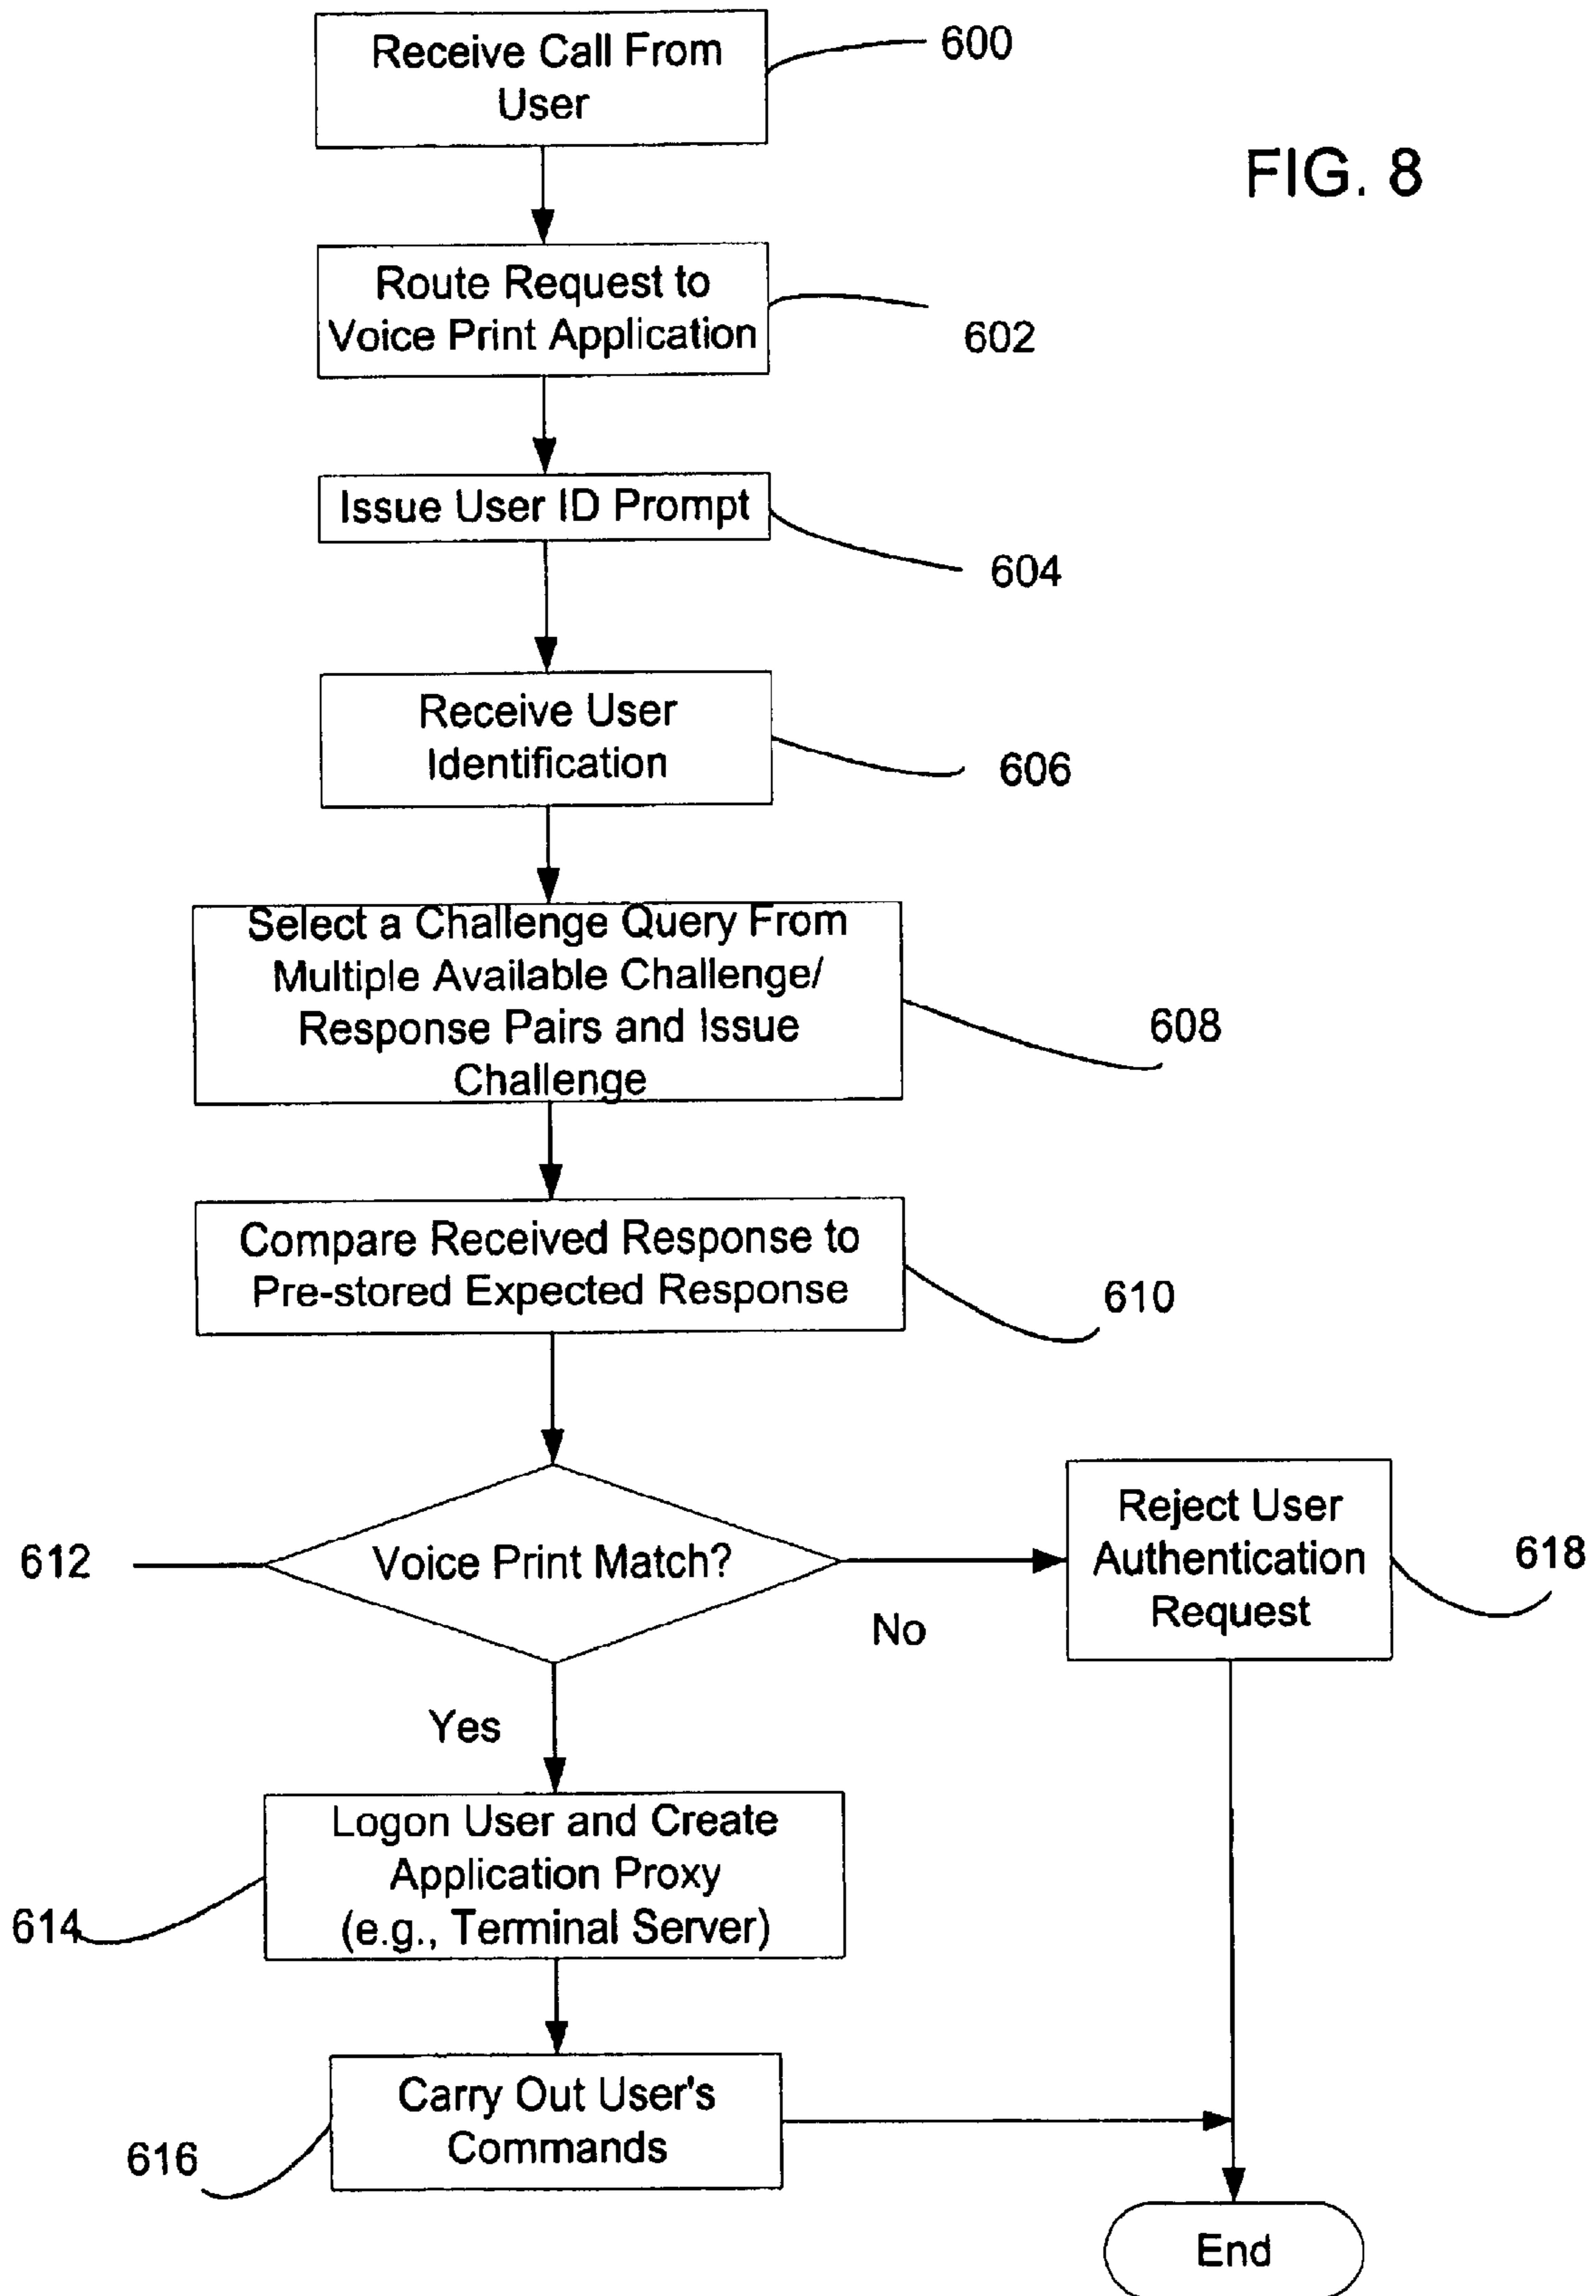 Receive Call From
User
600
FIG. 8
Route Request to
Voice Print Application
602
Issue User ID Prompt
604
Receive User
Identification
606
Select a Challenge Query From
Multiple Available Challenge/
Response Pairs and Issue
Challenge
608
Compare Received Response to
Pre-stored Expected Response
610
612
Voice Print Match?
No
Reject User
Authentication
Request
618
Yes
Logon User and Create
Application Proxy
(e.g., Terminal Server)
614
Carry Out User's
Commands
616
End